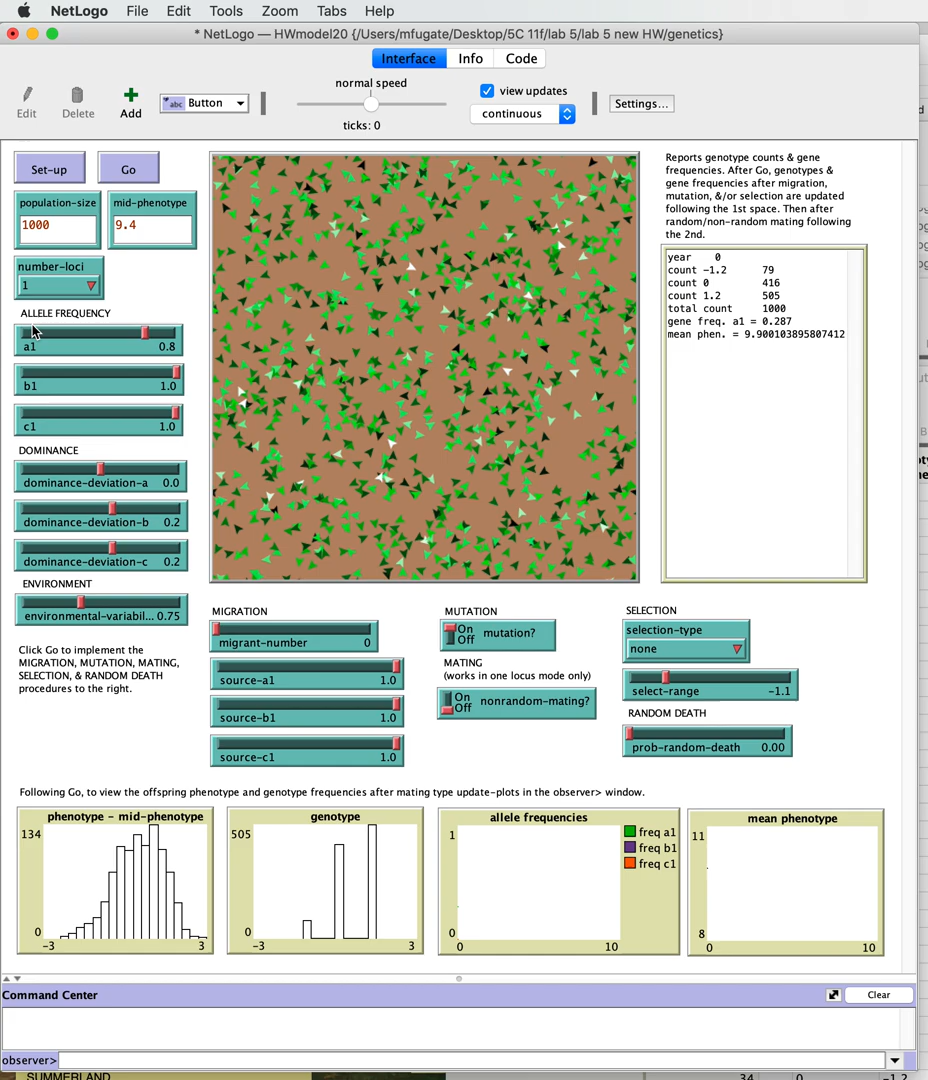 NetLogo File Edit Tools Zoom Tabs Help
* NetLogo — HWmodel20 {/Users/mfugate/Desktop/5C 11f/lab 5/lab 5 new HW/genetics}
Interface Info Code
Edit Delete Add abc Button
normal speed
ticks: 0
view updates
continuous
Settings...
Set-up Go
population-size
1000
mid-phenotype
9.4
number-loci
1
ALLELE FREQUENCY
a1 0.8
b1 1.0
c1 1.0
DOMINANCE
dominance-deviation-a 0.0
dominance-deviation-b 0.2
dominance-deviation-c 0.2
ENVIRONMENT
environmental-variabil... 0.75
Click Go to implement the
MIGRATION, MUTATION, MATING,
SELECTION, & RANDOM DEATH
procedures to the right.
Reports genotype counts & gene
frequencies. After Go, genotypes &
gene frequencies after migration,
mutation, &/or selection are updated
following the 1st space. Then after
random/non-random mating following
the 2nd.
year 0
count -1.2 79
count 0 416
count 1.2 505
total count 1000
gene freq. a1 = 0.287
mean phen. = 9.900103895807412
MIGRATION
migrant-number 0
source-a1 1.0
source-b1 1.0
source-c1 1.0
MUTATION
On
Off
mutation?
MATING
(works in one locus mode only)
On
Off
nonrandom-mating?
SELECTION
selection-type
none
select-range -1.1
RANDOM DEATH
prob-random-death 0.00
Following Go, to view the offspring phenotype and genotype frequencies after mating type update-plots in the observer> window.
phenotype - mid-phenotype
134
0
-3 3
genotype
505
0
-3 3
allele frequencies
1
0
0 10
freq a1
freq b1
freq c1
mean phenotype
11
8
0 10
Command Center
Clear
observer>
SUMMERLAND 34 0 -1.2